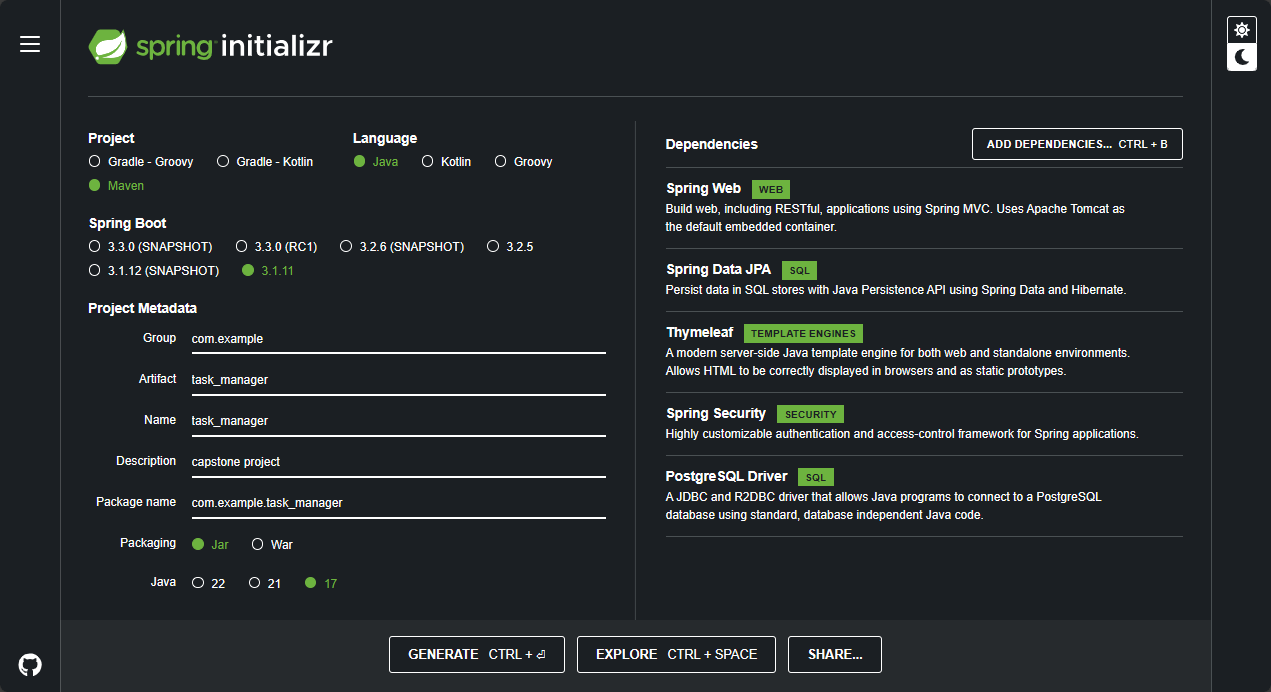 spring initializr
Project
Gradle - Groovy Gradle - Kotlin
Maven
Language
Java Kotlin Groovy
Spring Boot
3.3.0 (SNAPSHOT) 3.3.0 (RC1) 3.2.6 (SNAPSHOT) 3.2.5
3.1.12 (SNAPSHOT) 3.1.11
Project Metadata
Group com.example
Artifact task_manager
Name task_manager
Description capstone project
Package name com.example.task_manager
Packaging Jar War
Java 22 21 17
Dependencies ADD DEPENDENCIES... CTRL + B
Spring Web WEB
Build web, including RESTful, applications using Spring MVC. Uses Apache Tomcat as
the default embedded container.
Spring Data JPA SQL
Persist data in SQL stores with Java Persistence API using Spring Data and Hibernate.
Thymeleaf TEMPLATE ENGINES
A modern server-side Java template engine for both web and standalone environments.
Allows HTML to be correctly displayed in browsers and as static prototypes.
Spring Security SECURITY
Highly customizable authentication and access-control framework for Spring applications.
PostgreSQL Driver SQL
A JDBC and R2DBC driver that allows Java programs to connect to a PostgreSQL
database using standard, database independent Java code.
GENERATE CTRL + ⏎ EXPLORE CTRL + SPACE SHARE...